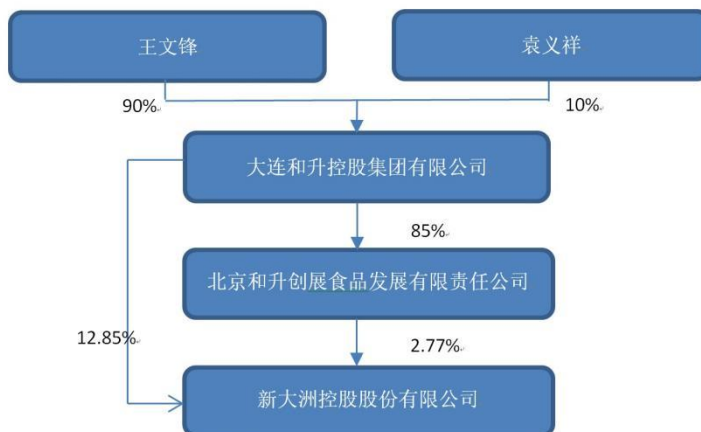 王文锋
袁义祥
90%
10%
大连和升控股集团有限公司
85%
北京和升创展食品发展有限责任公司
12.85%
2.77%
新大洲控股股份有限公司